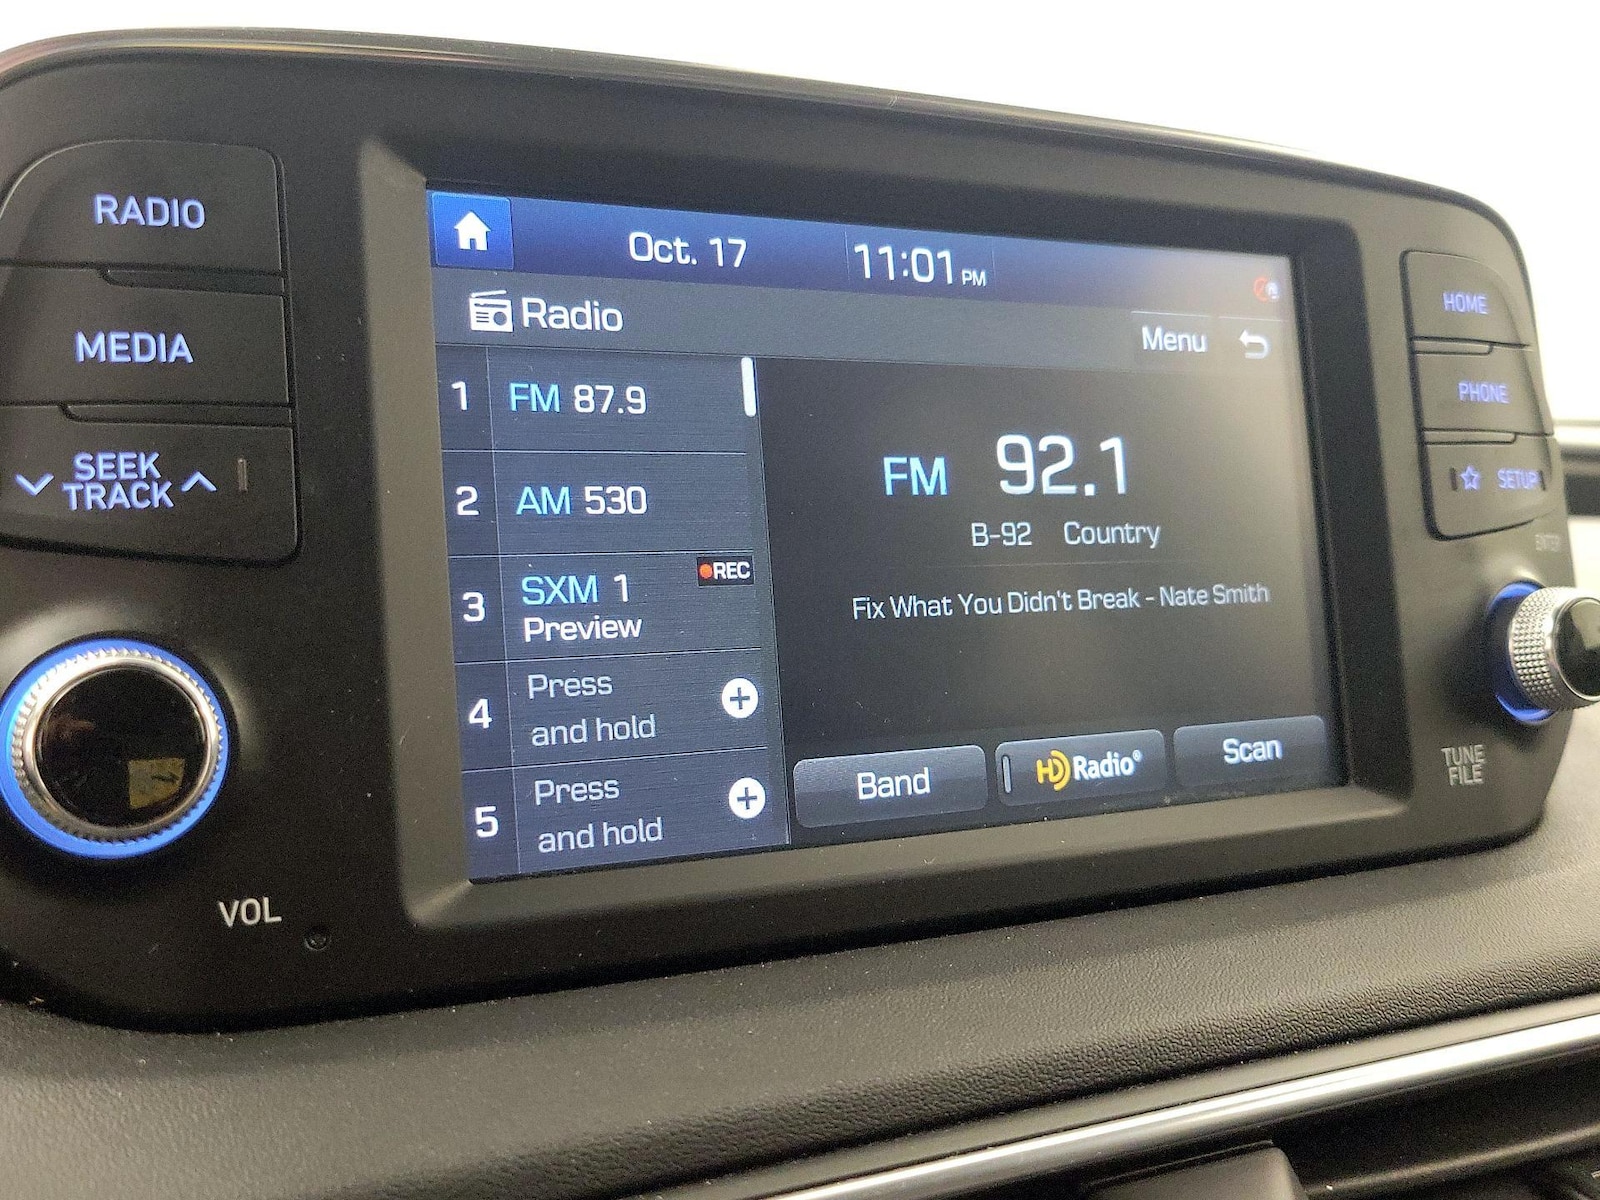 RADIO
MEDIA
SEEK
TRACK
VOL
Oct. 17 11:01 PM
Radio
Menu
1 FM 87.9
2 AM 530
3 SXM 1
Preview
REC
4 Press
and hold
5 Press
and hold
FM 92.1
B-92 Country
Fix What You Didn't Break - Nate Smith
Band
HD Radio®
Scan
HOME
PHONE
SETUP
ENTER
TUNE
FILE